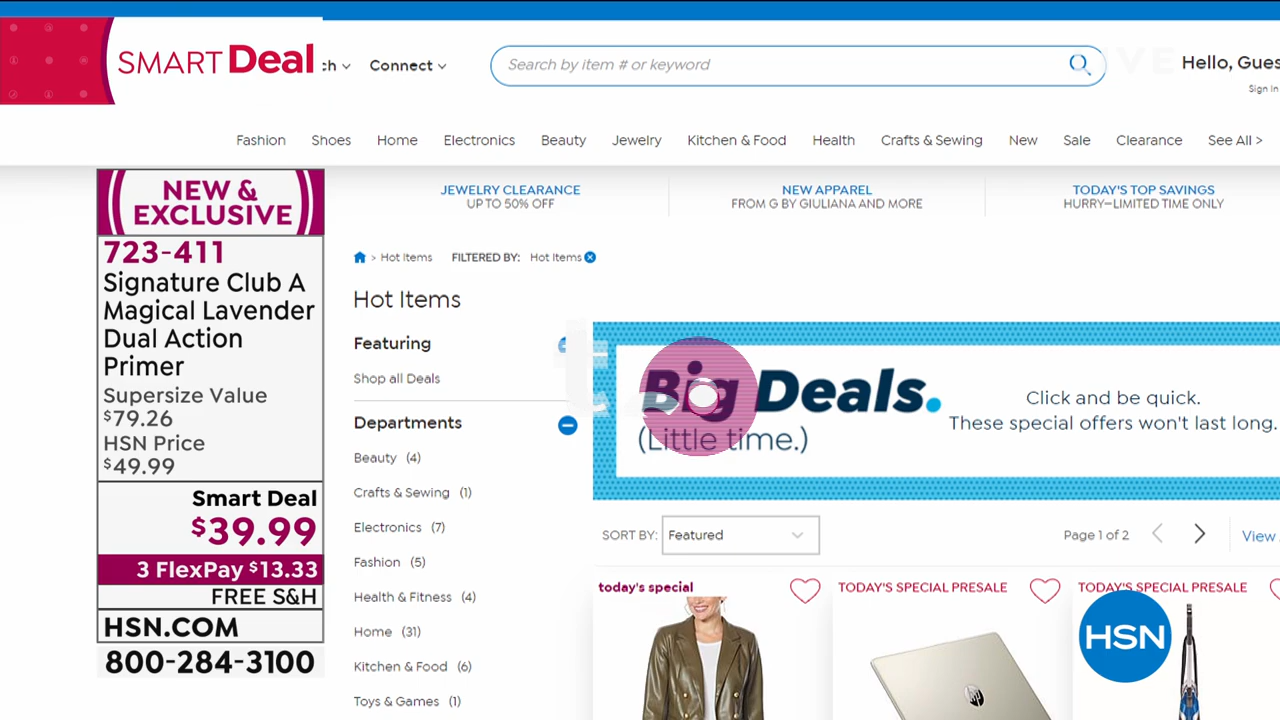 SMART Deal
ch
Connect
Search by item # or keyword
Hello, Gues
Sign In
Fashion
Shoes
Home
Electronics
Beauty
Jewelry
Kitchen & Food
Health
Crafts & Sewing
New
Sale
Clearance
See All >
JEWELRY CLEARANCE
UP TO 50% OFF
NEW APPAREL
FROM G BY GIULIANA AND MORE
TODAY'S TOP SAVINGS
HURRY–LIMITED TIME ONLY
NEW &
EXCLUSIVE
723-411
Signature Club A
Magical Lavender
Dual Action
Primer
Supersize Value
$79.26
HSN Price
$49.99
Smart Deal
$39.99
3 FlexPay $13.33
FREE S&H
HSN.COM
800-284-3100
> Hot Items
FILTERED BY: Hot Items
Hot Items
Featuring
Shop all Deals
Departments
Beauty (4)
Crafts & Sewing (1)
Electronics (7)
Fashion (5)
Health & Fitness (4)
Home (31)
Kitchen & Food (6)
Toys & Games (1)
Big Deals.
(Little time.)
Click and be quick.
These special offers won't last long.
SORT BY: Featured
Page 1 of 2
View
today's special
TODAY'S SPECIAL PRESALE
TODAY'S SPECIAL PRESALE
hp
HSN